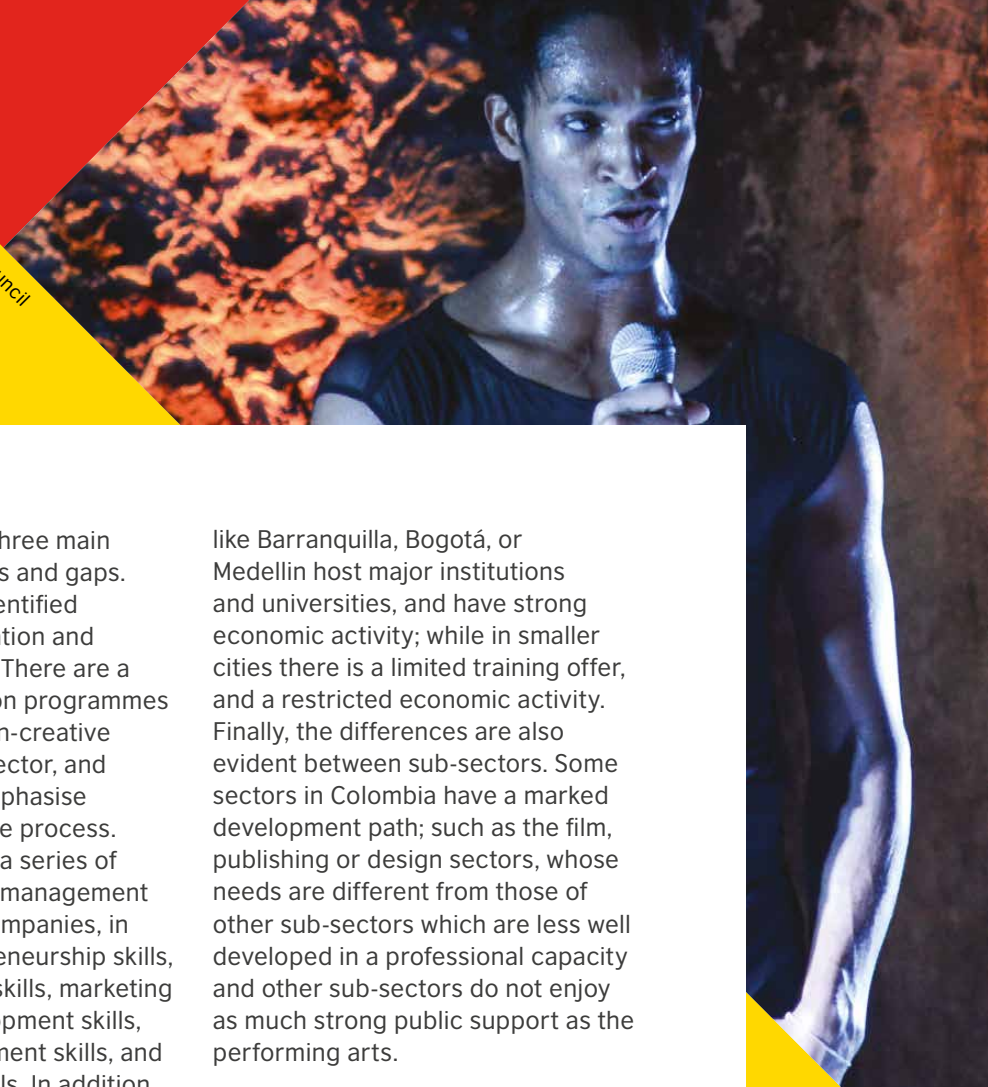 uncil
hree main
s and gaps.
entified
tion and
There are a
on programmes
n-creative
ector, and
phasise
e process.
a series of
management
mpanies, in
eneurship skills,
skills, marketing
pment skills,
ment skills, and
ls. In addition
like Barranquilla, Bogotá, or
Medellin host major institutions
and universities, and have strong
economic activity; while in smaller
cities there is a limited training offer,
and a restricted economic activity.
Finally, the differences are also
evident between sub-sectors. Some
sectors in Colombia have a marked
development path; such as the film,
publishing or design sectors, whose
needs are different from those of
other sub-sectors which are less well
developed in a professional capacity
and other sub-sectors do not enjoy
as much strong public support as the
performing arts.